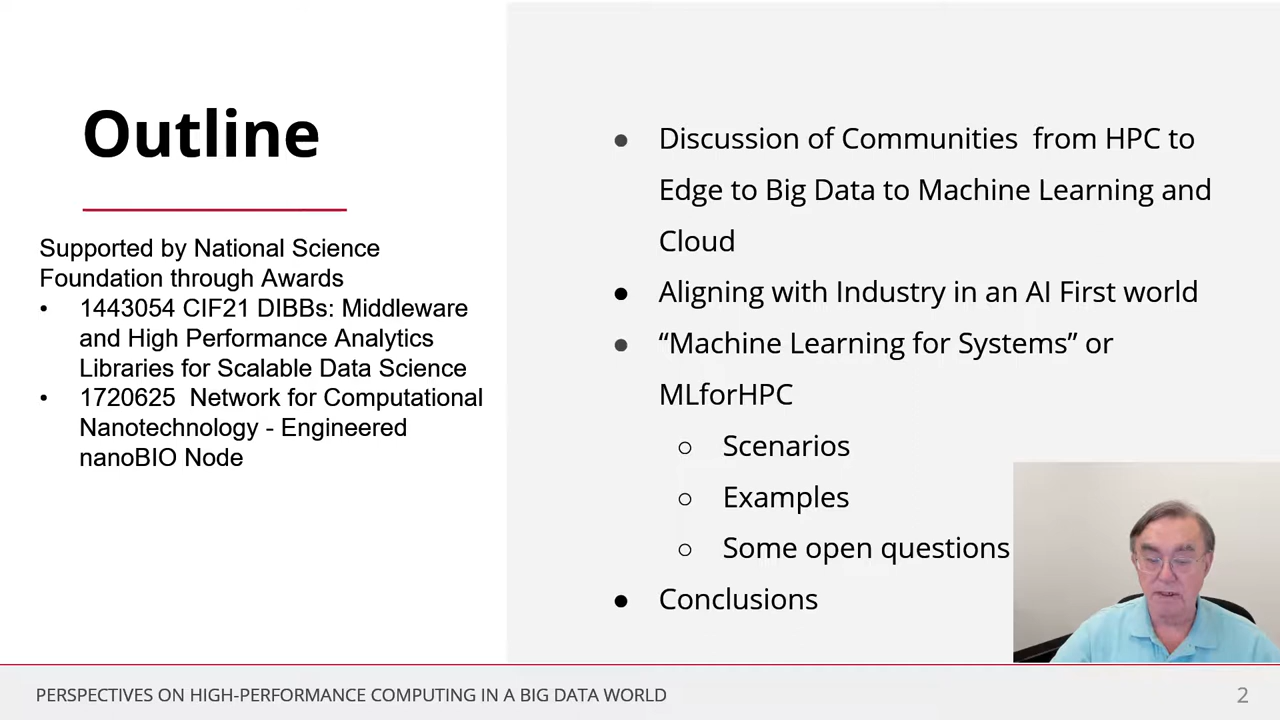 Outline
Supported by National Science
Foundation through Awards
• 1443054 CIF21 DIBBs: Middleware
and High Performance Analytics
Libraries for Scalable Data Science
• 1720625 Network for Computational
Nanotechnology - Engineered
nanoBIO Node
● Discussion of Communities from HPC to
Edge to Big Data to Machine Learning and
Cloud
● Aligning with Industry in an AI First world
● “Machine Learning for Systems” or
MLforHPC
○ Scenarios
○ Examples
○ Some open questions
● Conclusions
PERSPECTIVES ON HIGH-PERFORMANCE COMPUTING IN A BIG DATA WORLD
2